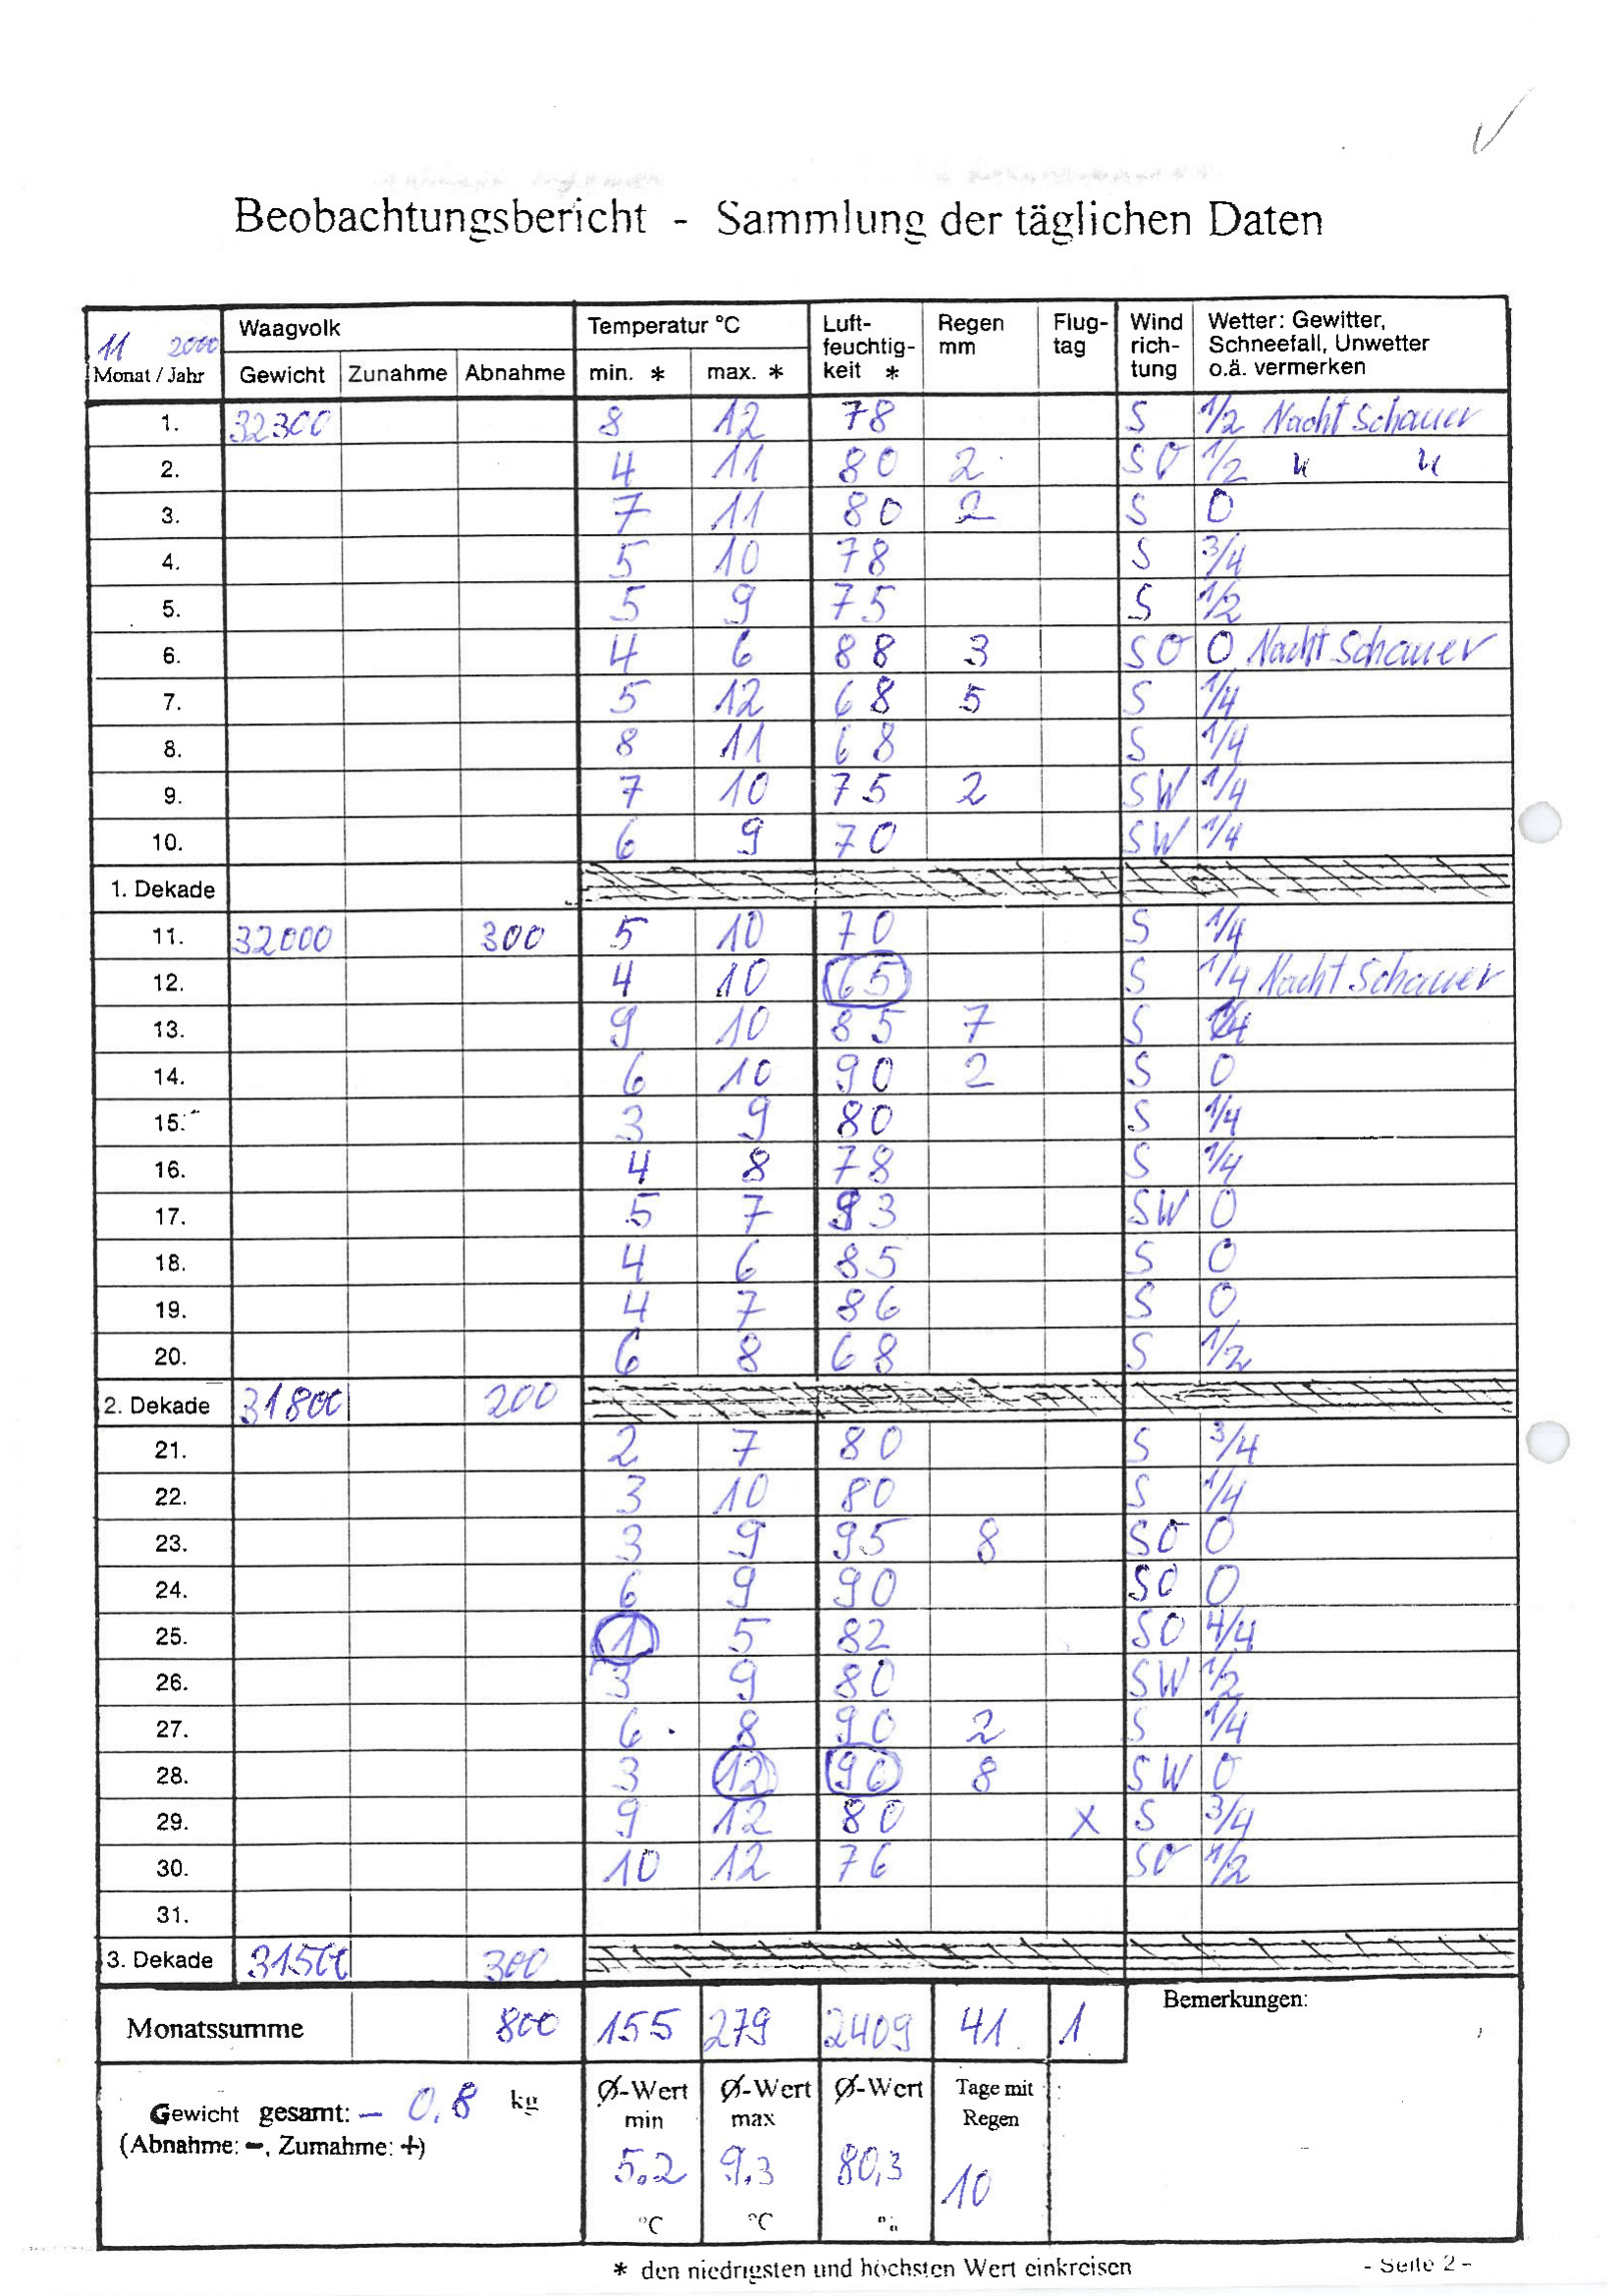 Beobachtungsbericht - Sammlung der täglichen Daten
11 2000 Monat / Jahr
Waagvolk Temperatur °C Luft-feuchtig-keit * Regen mm Flug-tag Wind rich-tung Wetter: Gewitter, Schneefall, Unwetter o.ä. vermerken
Gewicht Zunahme Abnahme min. * max. *
1. 32300 8 12 78 S 1/2 Nacht Schauer
2. 4 11 80 2 SO 1/2 " "
3. 7 11 80 2 S 0
4. 5 10 78 S 3/4
5. 5 9 75 S 1/2
6. 4 6 88 3 SO 0 Nacht Schauer
7. 5 12 68 5 S 1/4
8. 8 11 68 S 1/4
9. 7 10 75 2 SW 1/4
10. 6 9 70 SW 1/4
1. Dekade
11. 32000 300 5 10 70 S 1/4
12. 4 10 65 S 1/4 Nacht Schauer
13. 9 10 85 7 S 1/4
14. 6 10 90 2 S 0
15. 3 9 80 S 1/4
16. 4 8 78 S 1/4
17. 5 7 93 SW 0
18. 4 6 85 S 0
19. 4 7 86 S 0
20. 6 8 68 S 1/2
2. Dekade 31800 200
21. 2 7 80 S 3/4
22. 3 10 80 S 1/4
23. 3 9 95 8 SO 0
24. 6 9 90 SO 0
25. 1 5 82 SO 4/4
26. 3 9 80 SW 1/2
27. 6 8 90 2 S 1/4
28. 3 12 96 8 SW 0
29. 9 12 80 X S 3/4
30. 10 12 76 SO 1/2
31.
3. Dekade 31500 300
Monatssumme 800 155 279 2409 41 1 Bemerkungen:
Gewicht gesamt: - 0,8 kg
(Abnahme: -, Zumahme: +)
Ø-Wert min Ø-Wert max Ø-Wert Tage mit Regen
5.2 9.3 80,3 10
°C °C %
* den niedrigsten und höchsten Wert einkreisen
- Seite 2 -